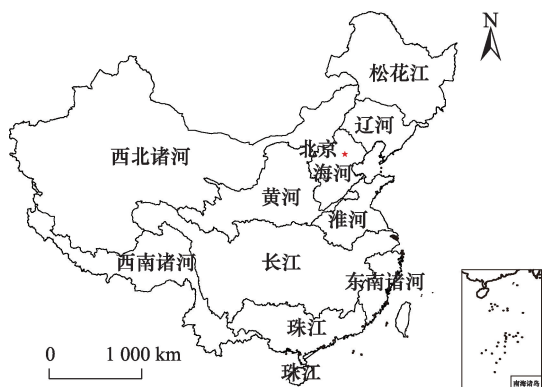 N
松花江
辽河
北京
西北诸河
海河
黄河
淮河
西南诸河
长江
东南诸河
珠江
0 1 000 km
珠江
南海诸岛